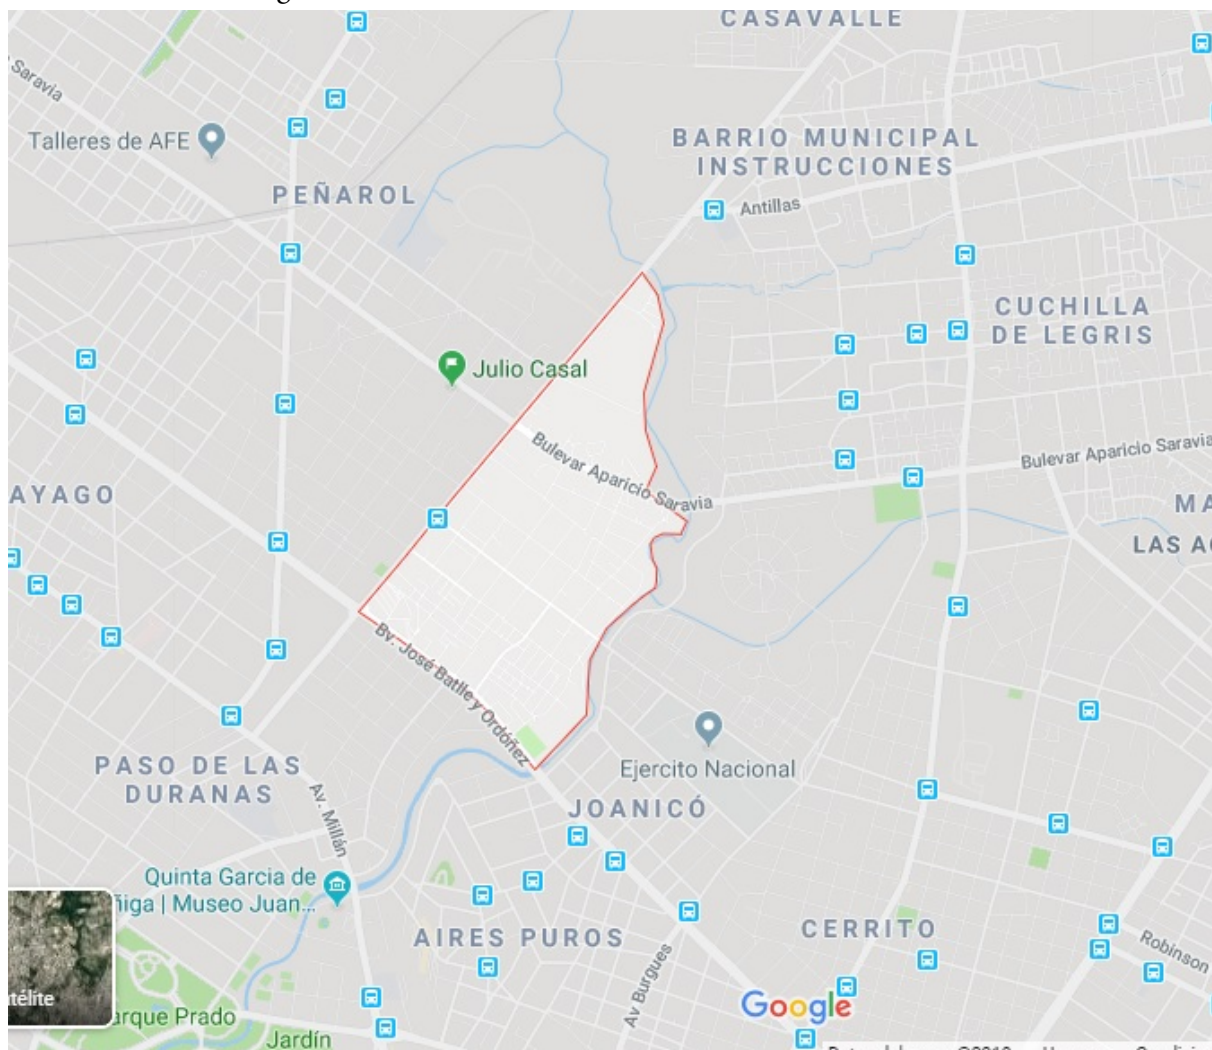 CASAVALLE
Saravia
Talleres de AFE
BARRIO MUNICIPAL
INSTRUCCIONES
PEÑAROL
Antillas
CUCHILLA
DE LEGRIS
Julio Casal
Bulevar Aparicio Saravia
Bulevar Aparicio Saravia
AYAGO
MA
LAS A
Bv. José Batlle y Ordóñez
PASO DE LAS
DURANAS
Ejercito Nacional
JOANICÓ
Av. Millán
Quinta Garcia de
ñiga | Museo Juan...
AIRES PUROS
CERRITO
Robinson
Av Burgues
télite
Google
arque Prado
Jardín